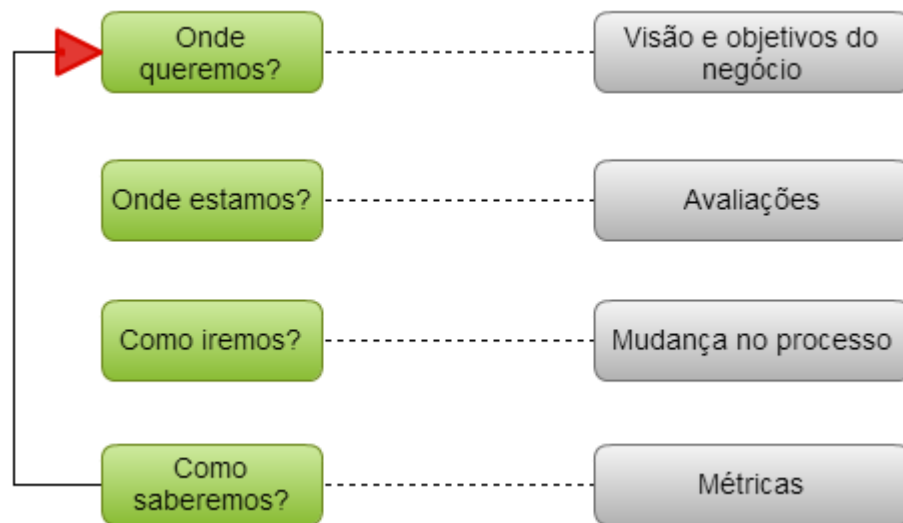 Onde
queremos?
Visão e objetivos do
negócio
Onde estamos?
Avaliações
Como iremos?
Mudança no processo
Como
saberemos?
Métricas